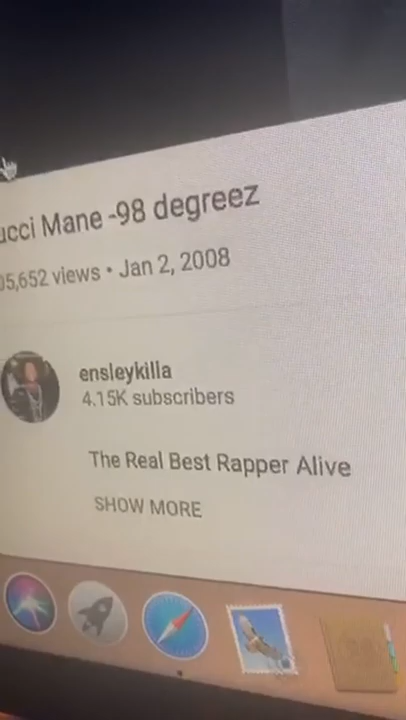 ucci Mane -98 degreez
05,652 views • Jan 2, 2008
ensleykilla
4.15K subscribers
The Real Best Rapper Alive
SHOW MORE